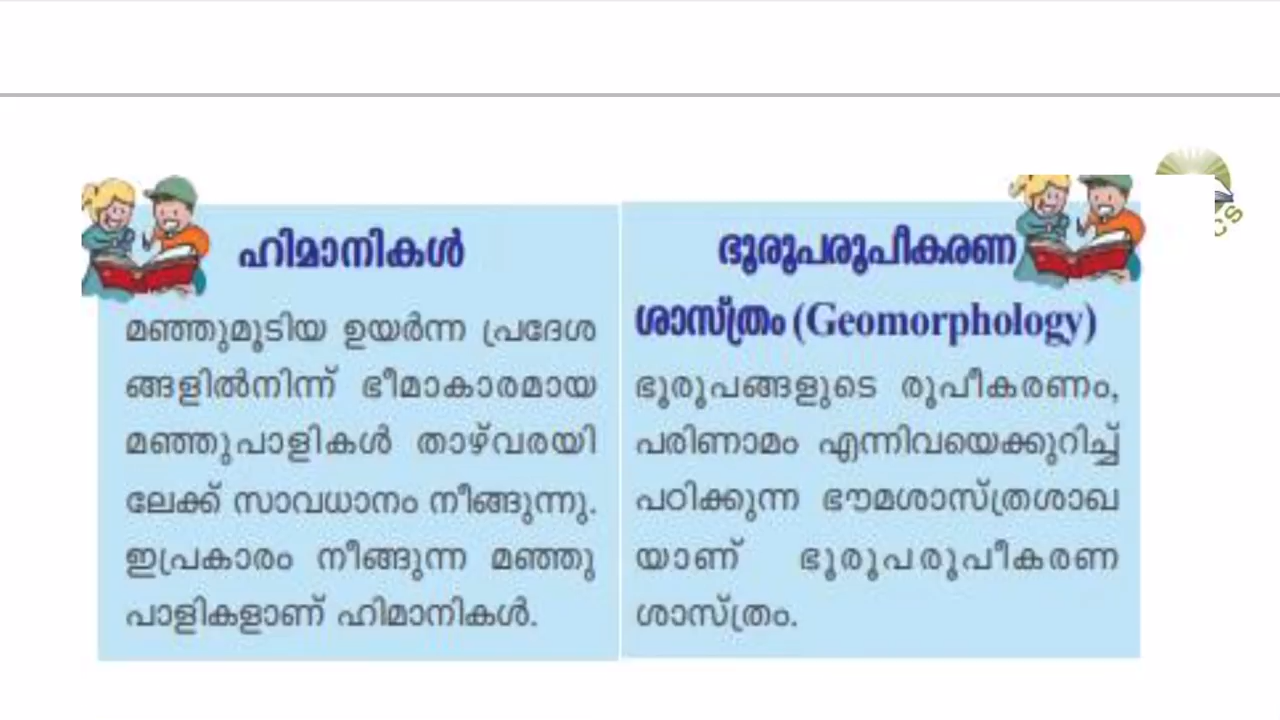 ഹിമാനികൾ
മഞ്ഞുമൂടിയ ഉയർന്ന പ്രദേശ
ങ്ങളിൽനിന്ന് ഭീമാകാരമായ
മഞ്ഞുപാളികൾ താഴ്‌വരയി
ലേക്ക് സാവധാനം നീങ്ങുന്നു.
ഇപ്രകാരം നീങ്ങുന്ന മഞ്ഞു
പാളികളാണ് ഹിമാനികൾ.
ഭൂരൂപരൂപീകരണ
ശാസ്ത്രം (Geomorphology)
ഭൂരൂപങ്ങളുടെ രൂപീകരണം,
പരിണാമം എന്നിവയെക്കുറിച്ച്
പഠിക്കുന്ന ഭൗമശാസ്ത്രശാഖ
യാണ് ഭൂരൂപരൂപീകരണ
ശാസ്ത്രം.
CS